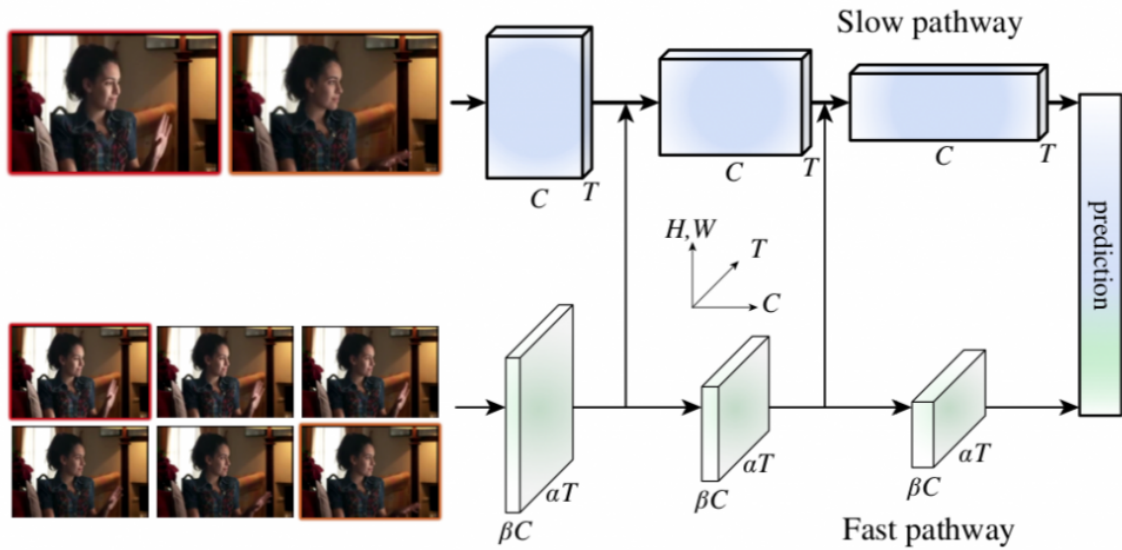 Slow pathway
C
T
C
T
C
T
H,W
T
C
prediction
αT
βC
αT
βC
αT
βC
Fast pathway